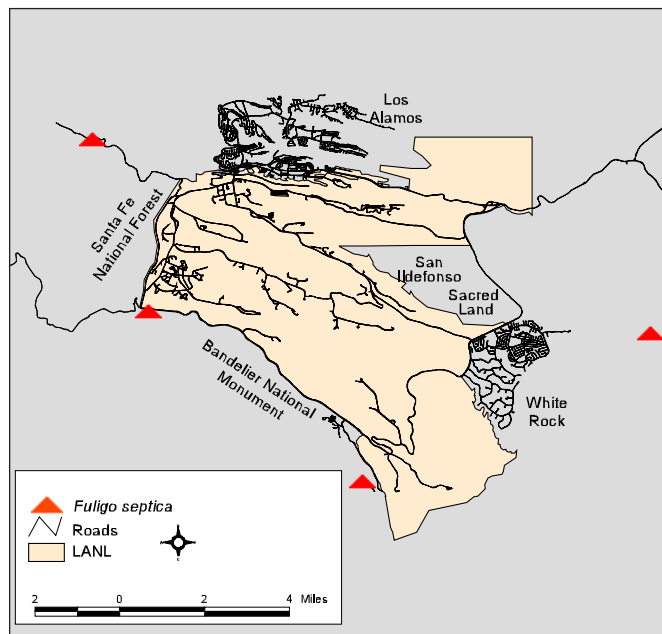 Los
Alamos
Santa Fe
National Forest
San
Ildefonso
Sacred
Land
Bandelier National
Monument
White
Rock
Fuligo septica
Roads
LANL
2 0 2 4 Miles